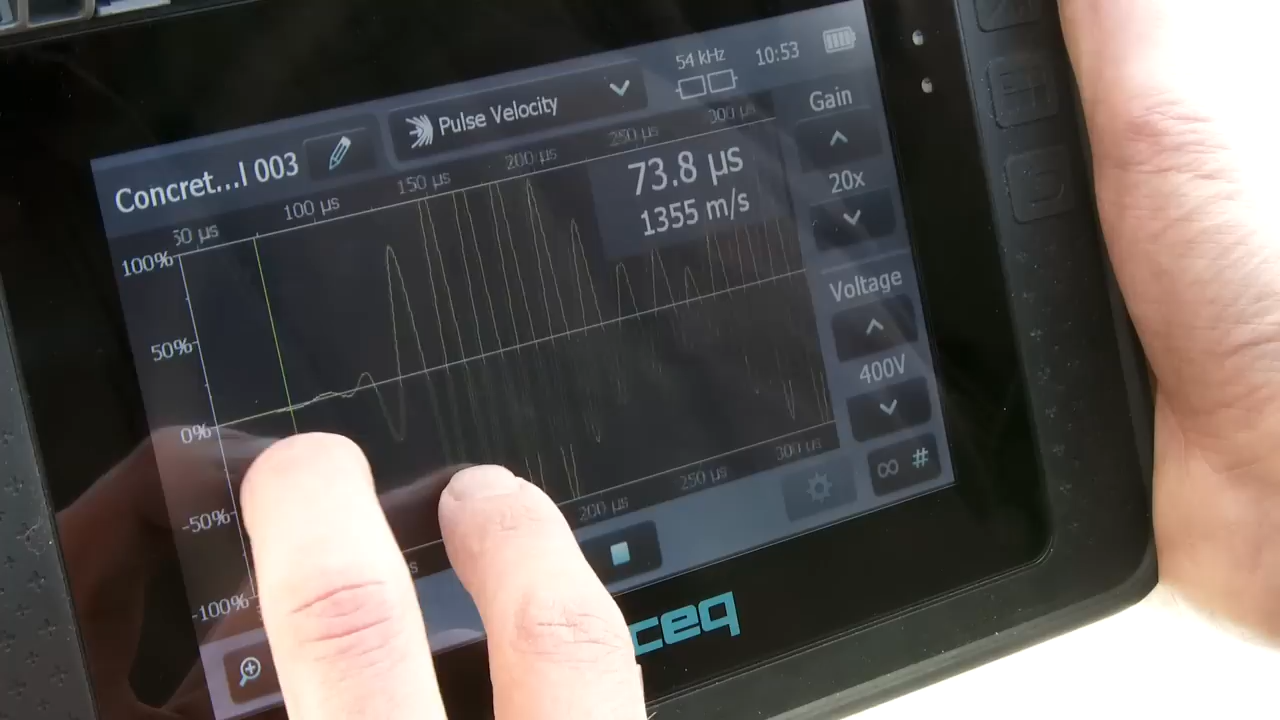 54 kHz
10:53
Pulse Velocity
Concret...l 003
Gain
20x
Voltage
400V
∞ #
73.8 µs
1355 m/s
100 µs
150 µs
200 µs
250 µs
300 µs
100%
50%
0%
-50%
-100%
200 µs
250 µs
300 µs
ceq